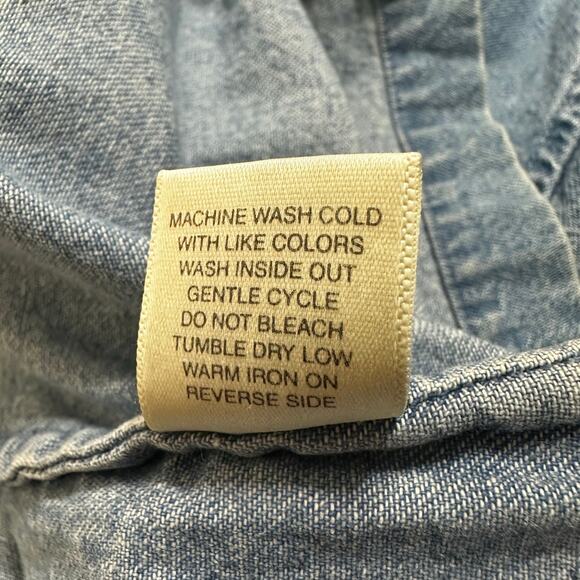 MACHINE WASH COLD
WITH LIKE COLORS
WASH INSIDE OUT
GENTLE CYCLE
DO NOT BLEACH
TUMBLE DRY LOW
WARM IRON ON
REVERSE SIDE